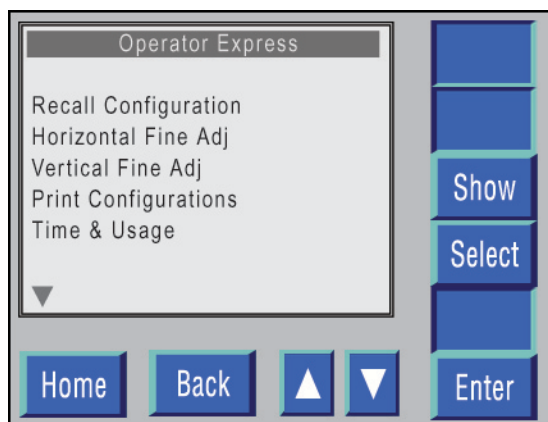 Operator Express
Recall Configuration
Horizontal Fine Adj
Vertical Fine Adj
Print Configurations
Time & Usage
Show
Select
Home
Back
Enter